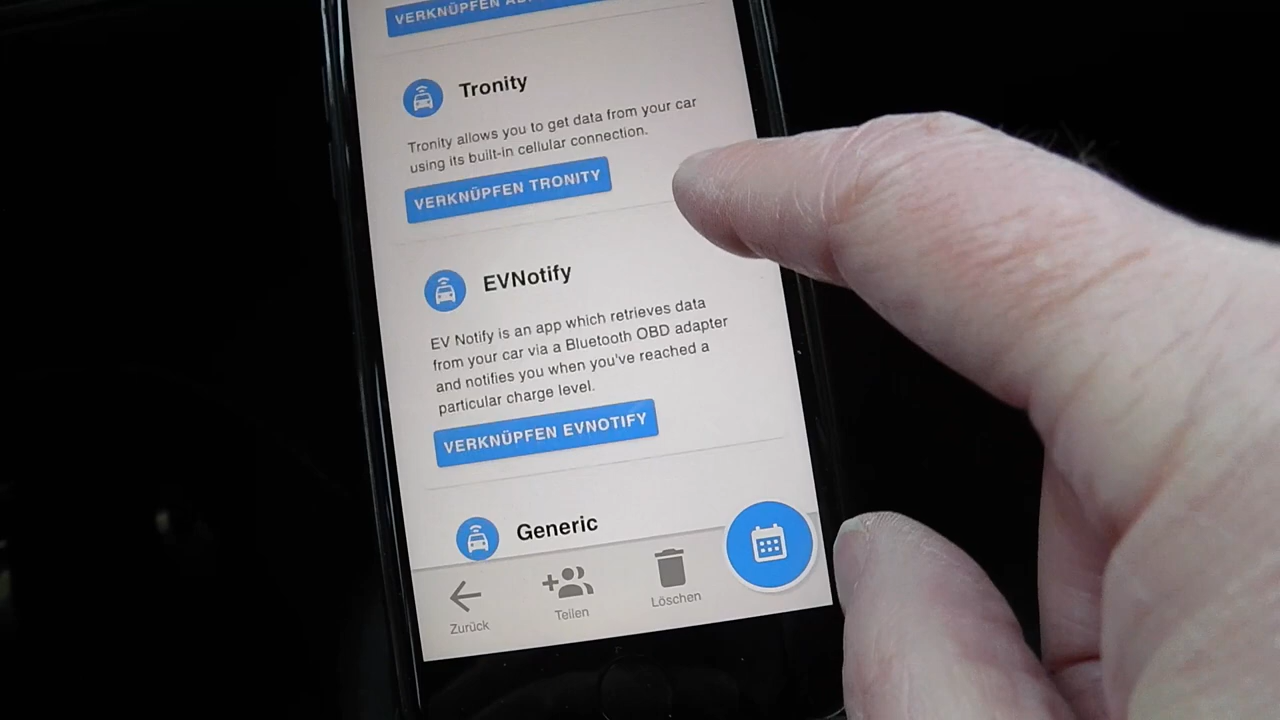 VERKNÜPFEN
Tronity
Tronity allows you to get data from your car
using its built-in cellular connection.
VERKNÜPFEN TRONITY
EVNotify
EV Notify is an app which retrieves data
from your car via a Bluetooth OBD adapter
and notifies you when you've reached a
particular charge level.
VERKNÜPFEN EVNOTIFY
Generic
Zurück
Teilen
Löschen